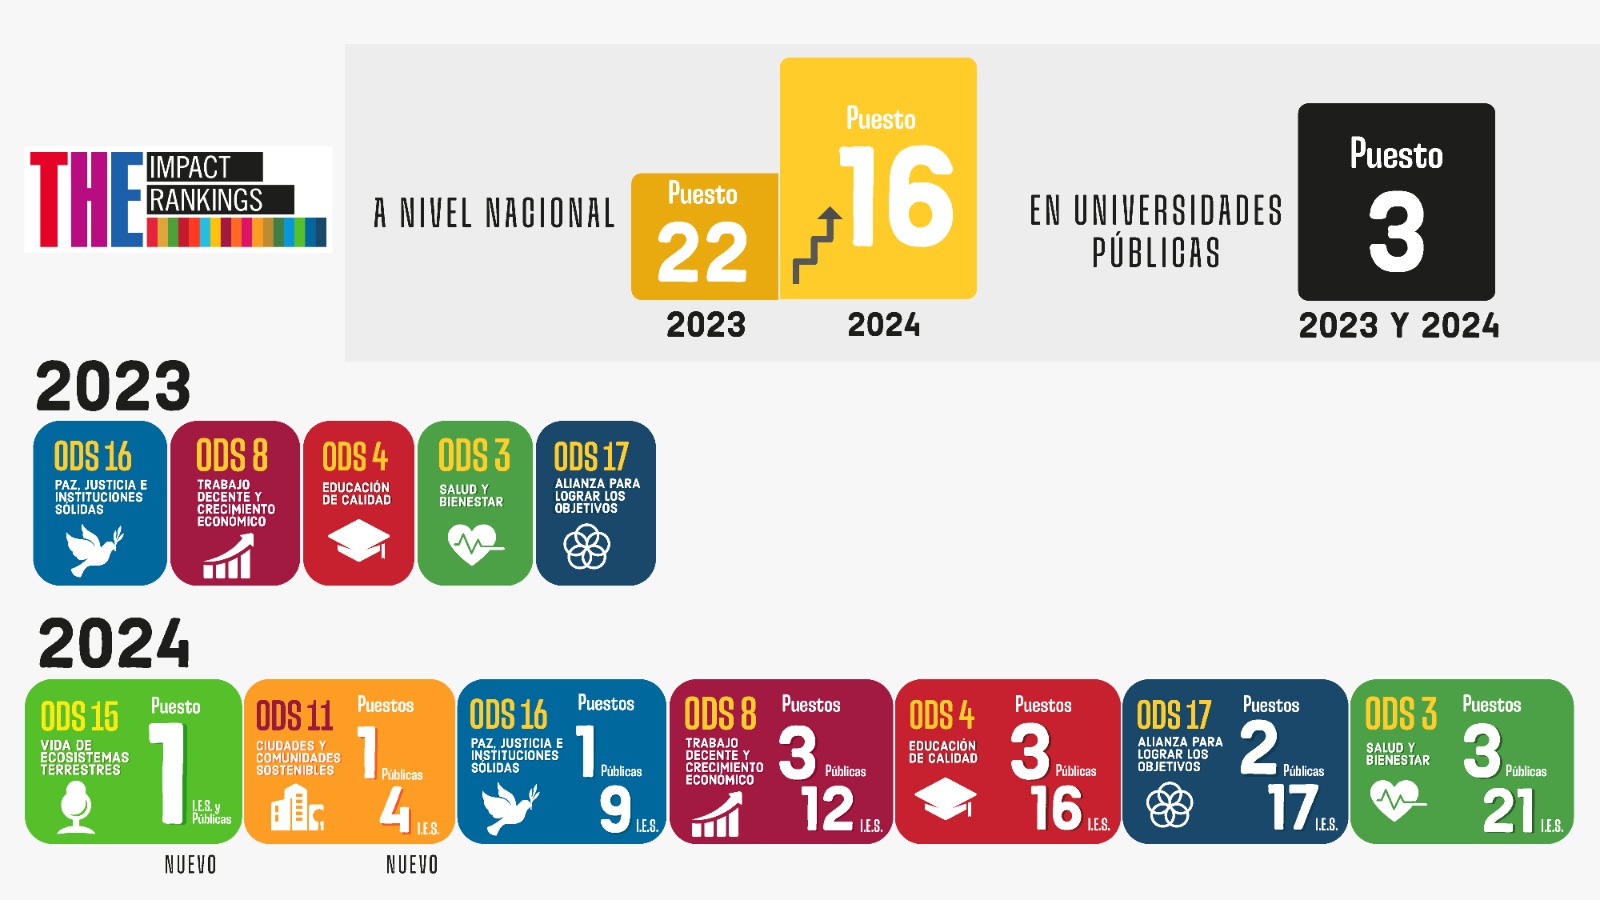 THE IMPACT
RANKINGS
A NIVEL NACIONAL
Puesto
22
2023
Puesto
16
2024
EN UNIVERSIDADES
PÚBLICAS
Puesto
3
2023 Y 2024
2023
ODS 16
PAZ, JUSTICIA E
INSTITUCIONES
SÓLIDAS
ODS 8
TRABAJO
DECENTE Y
CRECIMIENTO
ECONÓMICO
ODS 4
EDUCACIÓN
DE CALIDAD
ODS 3
SALUD Y
BIENESTAR
ODS 17
ALIANZA PARA
LOGRAR LOS
OBJETIVOS
2024
ODS 15
VIDA DE
ECOSISTEMAS
TERRESTRES
Puesto
1
I.E.S. y
Públicas
NUEVO
ODS 11
CIUDADES Y
COMUNIDADES
SOSTENIBLES
Puestos
1 Públicas
4 I.E.S.
NUEVO
ODS 16
PAZ, JUSTICIA E
INSTITUCIONES
SÓLIDAS
Puestos
1 Públicas
9 I.E.S.
ODS 8
TRABAJO
DECENTE Y
CRECIMIENTO
ECONÓMICO
Puestos
3 Públicas
12 I.E.S.
ODS 4
EDUCACIÓN
DE CALIDAD
Puestos
3 Públicas
16 I.E.S.
ODS 17
ALIANZA PARA
LOGRAR LOS
OBJETIVOS
Puestos
2 Públicas
17 I.E.S.
ODS 3
SALUD Y
BIENESTAR
Puestos
3 Públicas
21 I.E.S.